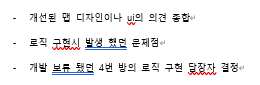 - 개선된 맵 디자인이나 ui의 의견 종합
- 로직 구현시 발생 했던 문제점
- 개발 보류 됐던 4번 방의 로직 구현 담장자 결정